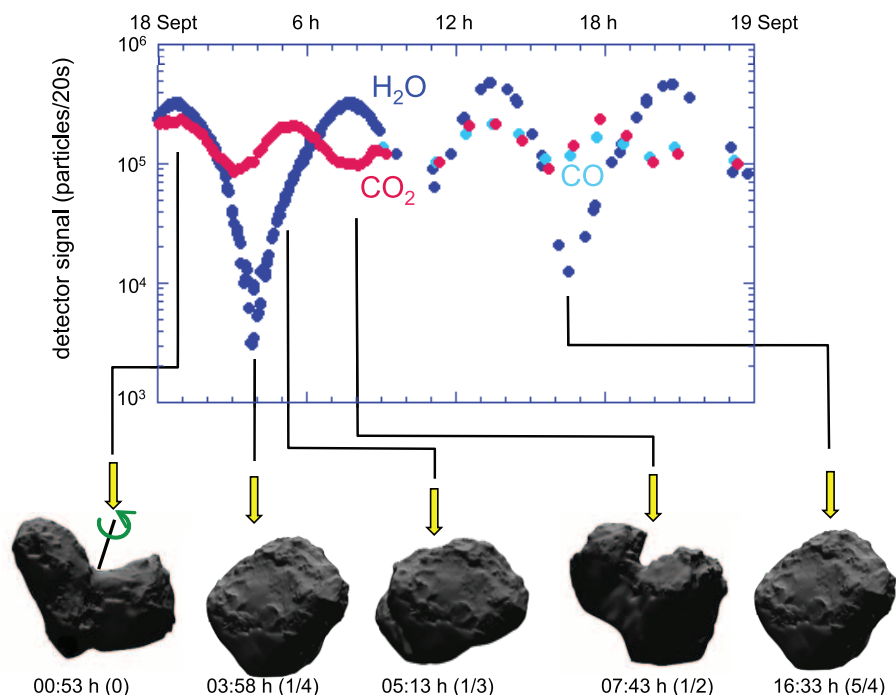 18 Sept 6 h 12 h 18 h 19 Sept
10⁶
10⁵
10⁴
10³
detector signal (particles/20s)
H₂O
CO₂
CO
00:53 h (0) 03:58 h (1/4) 05:13 h (1/3) 07:43 h (1/2) 16:33 h (5/4)